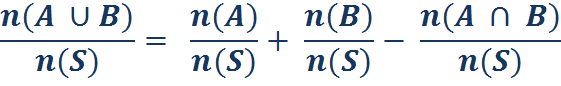 n(A ∪ B)/n(S) = n(A)/n(S) + n(B)/n(S) − n(A ∩ B)/n(S)